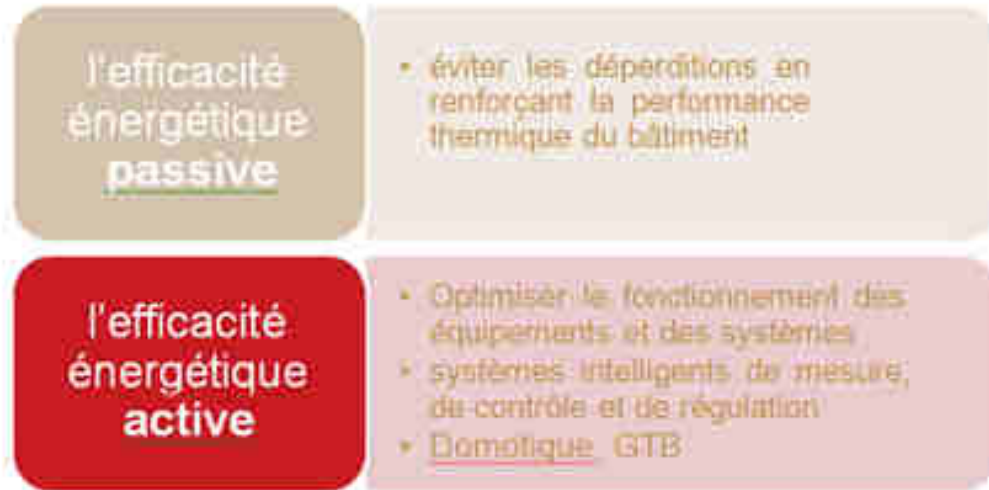 l'efficacité
énergétique
passive
• éviter les déperditions en
renforçant la performance
thermique du bâtiment
l'efficacité
énergétique
active
• Optimiser le fonctionnement des
équipements et des systèmes
• systèmes intelligents de mesure,
de contrôle et de régulation
• Domotique GTB